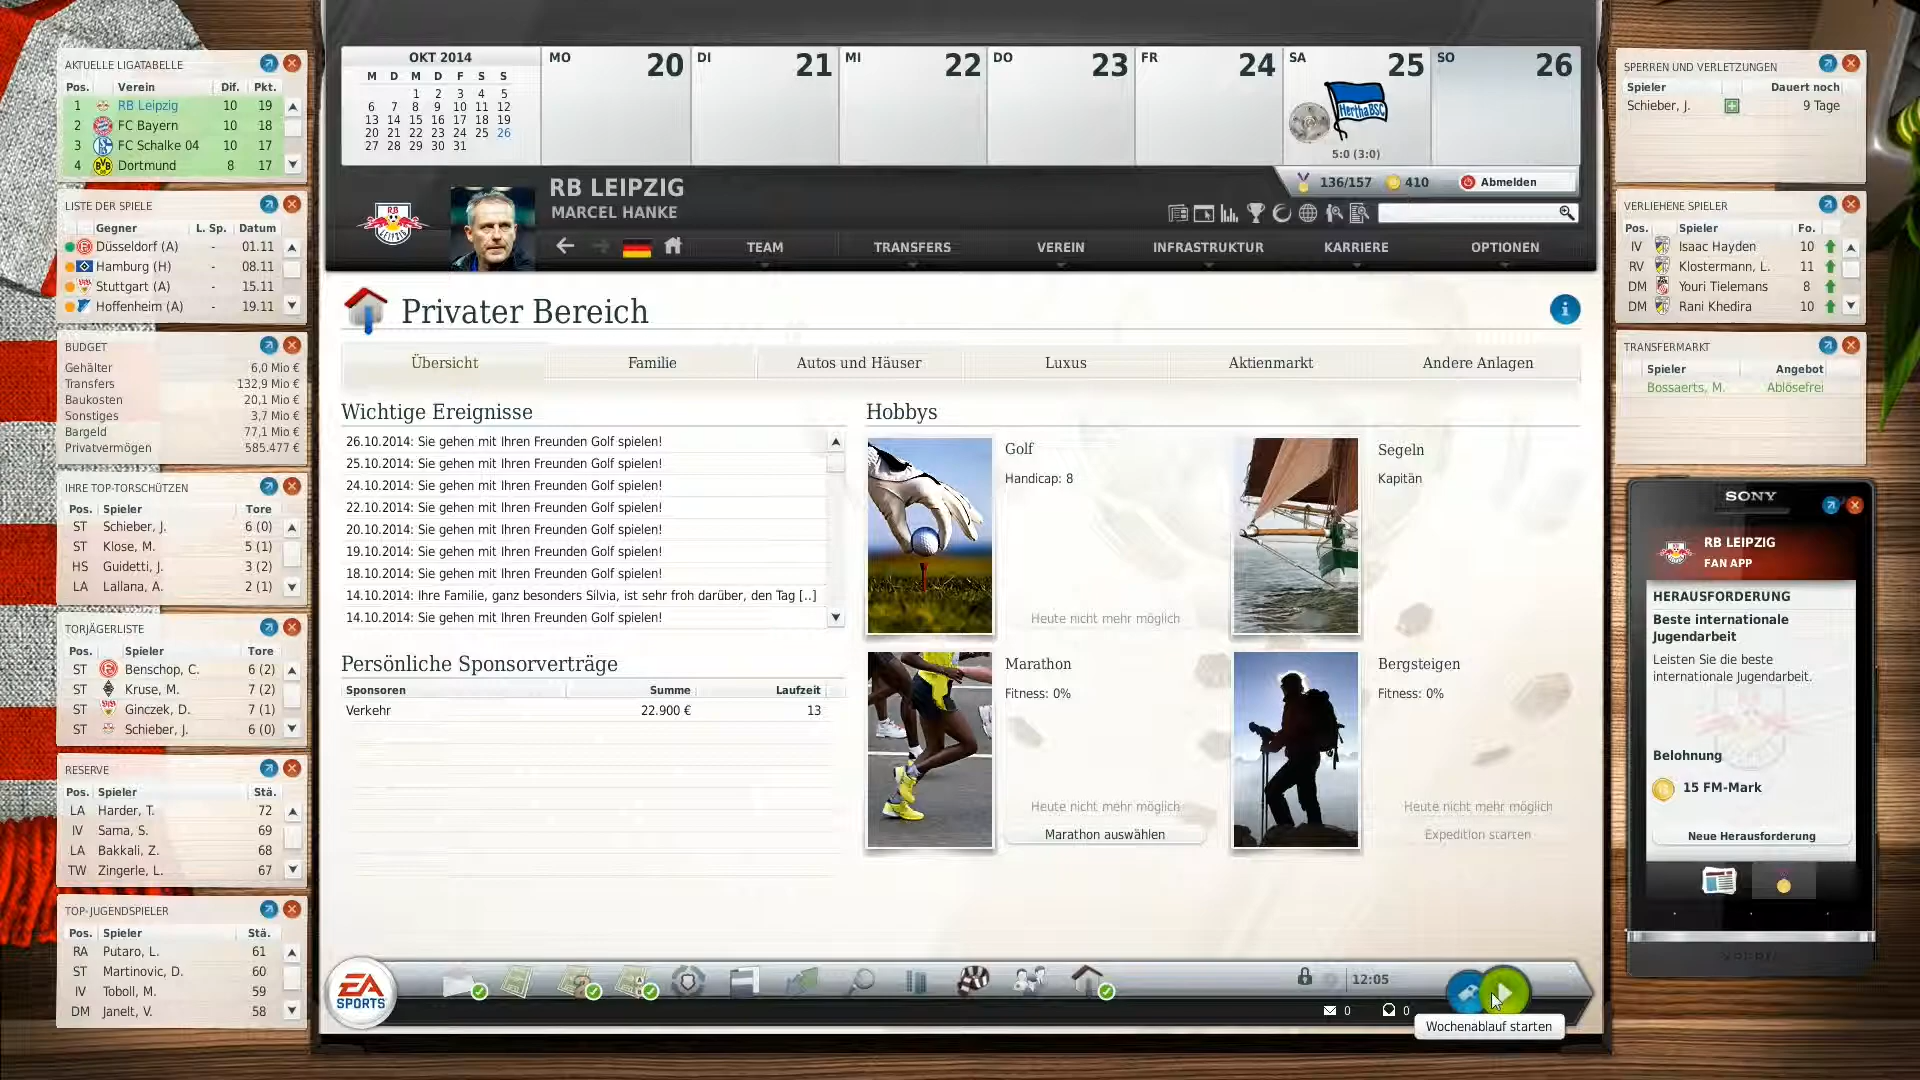 AKTUELLE LIGATABELLE
Pos. Verein Dif. Pkt.
1 RB Leipzig 10 19
2 FC Bayern 10 18
3 FC Schalke 04 10 17
4 Dortmund 8 17
LISTE DER SPIELE
Gegner L. Sp. Datum
Düsseldorf (A) - 01.11
Hamburg (H) - 08.11
Stuttgart (A) - 15.11
Hoffenheim (A) - 19.11
BUDGET
Gehälter 6,0 Mio €
Transfers 132,9 Mio €
Baukosten 20,1 Mio €
Sonstiges 3,7 Mio €
Bargeld 77,1 Mio €
Privatvermögen 585.477 €
IHRE TOP-TORSCHÜTZEN
Pos. Spieler Tore
ST Schieber, J. 6 (0)
ST Klose, M. 5 (1)
HS Guidetti, J. 3 (2)
LA Lallana, A. 2 (1)
TORJÄGERLISTE
Pos. Spieler Tore
ST Benschop, C. 6 (2)
ST Kruse, M. 7 (2)
ST Ginczek, D. 7 (1)
ST Schieber, J. 6 (0)
RESERVE
Pos. Spieler Stä.
LA Harder, T. 72
IV Sama, S. 69
LA Bakkali, Z. 68
TW Zingerle, L. 67
TOP-JUGENDSPIELER
Pos. Spieler Stä.
RA Putaro, L. 61
ST Martinovic, D. 60
IV Toboll, M. 59
DM Janelt, V. 58
OKT 2014
M D M D F S S
1 2 3 4 5
6 7 8 9 10 11 12
13 14 15 16 17 18 19
20 21 22 23 24 25 26
27 28 29 30 31
MO 20 DI 21 MI 22 DO 23 FR 24 SA 25 SO 26
Hertha BSC
5:0 (3:0)
RB LEIPZIG
MARCEL HANKE
136/157 410 Abmelden
RB
LEIPZIG
TEAM TRANSFERS VEREIN INFRASTRUKTUR KARRIERE OPTIONEN
Privater Bereich
Übersicht Familie Autos und Häuser Luxus Aktienmarkt Andere Anlagen
Wichtige Ereignisse
26.10.2014: Sie gehen mit Ihren Freunden Golf spielen!
25.10.2014: Sie gehen mit Ihren Freunden Golf spielen!
24.10.2014: Sie gehen mit Ihren Freunden Golf spielen!
22.10.2014: Sie gehen mit Ihren Freunden Golf spielen!
20.10.2014: Sie gehen mit Ihren Freunden Golf spielen!
19.10.2014: Sie gehen mit Ihren Freunden Golf spielen!
18.10.2014: Sie gehen mit Ihren Freunden Golf spielen!
14.10.2014: Ihre Familie, ganz besonders Silvia, ist sehr froh darüber, den Tag [..]
14.10.2014: Sie gehen mit Ihren Freunden Golf spielen!
Persönliche Sponsorverträge
Sponsoren Summe Laufzeit
Verkehr 22.900 € 13
Hobbys
Golf
Handicap: 8
Heute nicht mehr möglich
Segeln
Kapitän
Marathon
Fitness: 0%
Heute nicht mehr möglich
Marathon auswählen
Bergsteigen
Fitness: 0%
Heute nicht mehr möglich
Expedition starten
EA
SPORTS
12:05
0 0
Wochenablauf starten
SPERREN UND VERLETZUNGEN
Spieler Dauert noch
Schieber, J. 9 Tage
VERLIEHENE SPIELER
Pos. Spieler Fo.
IV Isaac Hayden 10
RV Klostermann, L. 11
DM Youri Tielemans 8
DM Rani Khedira 10
TRANSFERMARKT
Spieler Angebot
Bossaerts, M. Ablösefrei
SONY
RB LEIPZIG
FAN APP
HERAUSFORDERUNG
Beste internationale
Jugendarbeit
Leisten Sie die beste
internationale Jugendarbeit.
Belohnung
15 FM-Mark
Neue Herausforderung